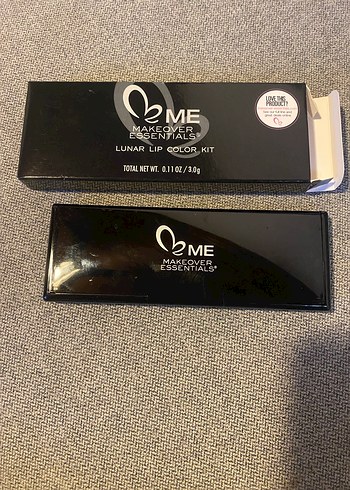 ME
MAKEOVER
ESSENTIALS
LUNAR LIP COLOR KIT
TOTAL NET WT. 0.11 OZ / 3.0g
LOVE THIS
PRODUCT?
ME
MAKEOVER
ESSENTIALS®